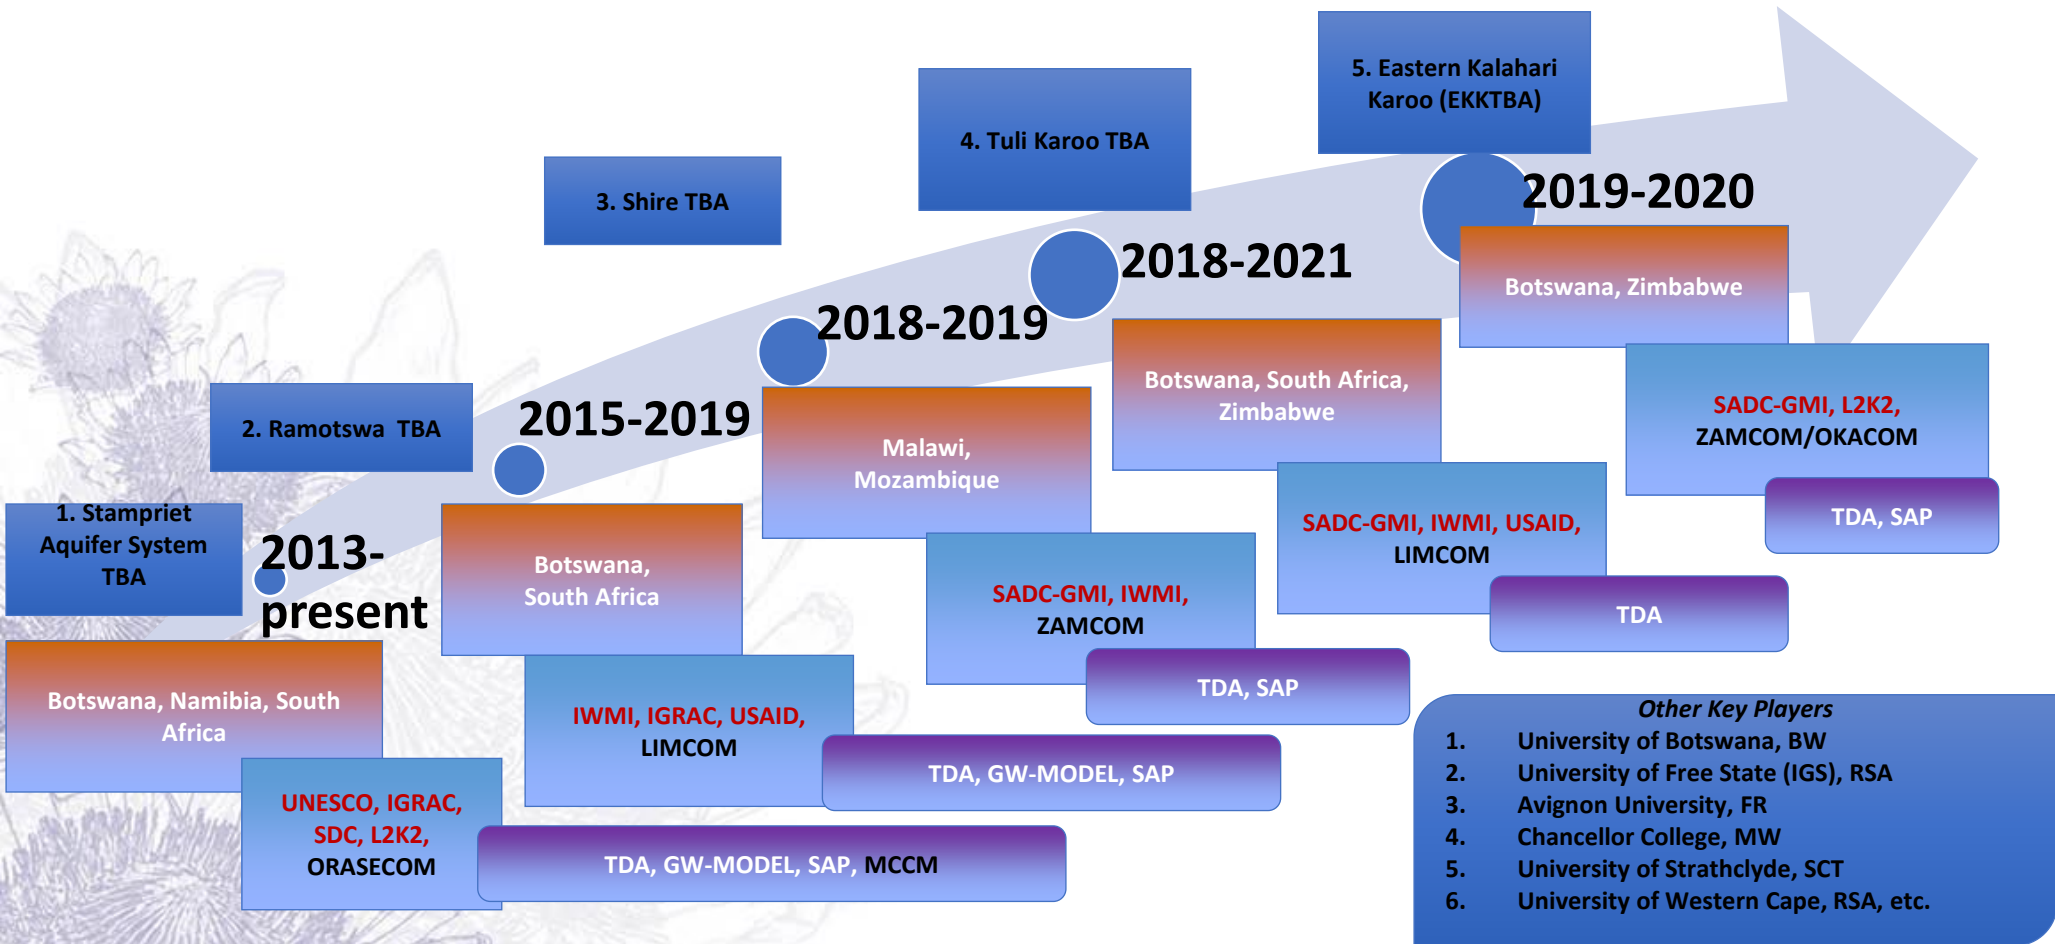 1. Stampriet
Aquifer System
TBA
2013-
present
Botswana, Namibia, South
Africa
UNESCO, IGRAC,
SDC, L2K2,
ORASECOM
TDA, GW-MODEL, SAP, MCCM
2. Ramotswa TBA
2015-2019
Botswana,
South Africa
IWMI, IGRAC, USAID,
LIMCOM
TDA, GW-MODEL, SAP
3. Shire TBA
2018-2019
Malawi,
Mozambique
SADC-GMI, IWMI,
ZAMCOM
TDA, SAP
4. Tuli Karoo TBA
2018-2021
Botswana, South Africa,
Zimbabwe
SADC-GMI, IWMI, USAID,
LIMCOM
TDA
5. Eastern Kalahari
Karoo (EKKTBA)
2019-2020
Botswana, Zimbabwe
SADC-GMI, L2K2,
ZAMCOM/OKACOM
TDA, SAP
Other Key Players
1. University of Botswana, BW
2. University of Free State (IGS), RSA
3. Avignon University, FR
4. Chancellor College, MW
5. University of Strathclyde, SCT
6. University of Western Cape, RSA, etc.